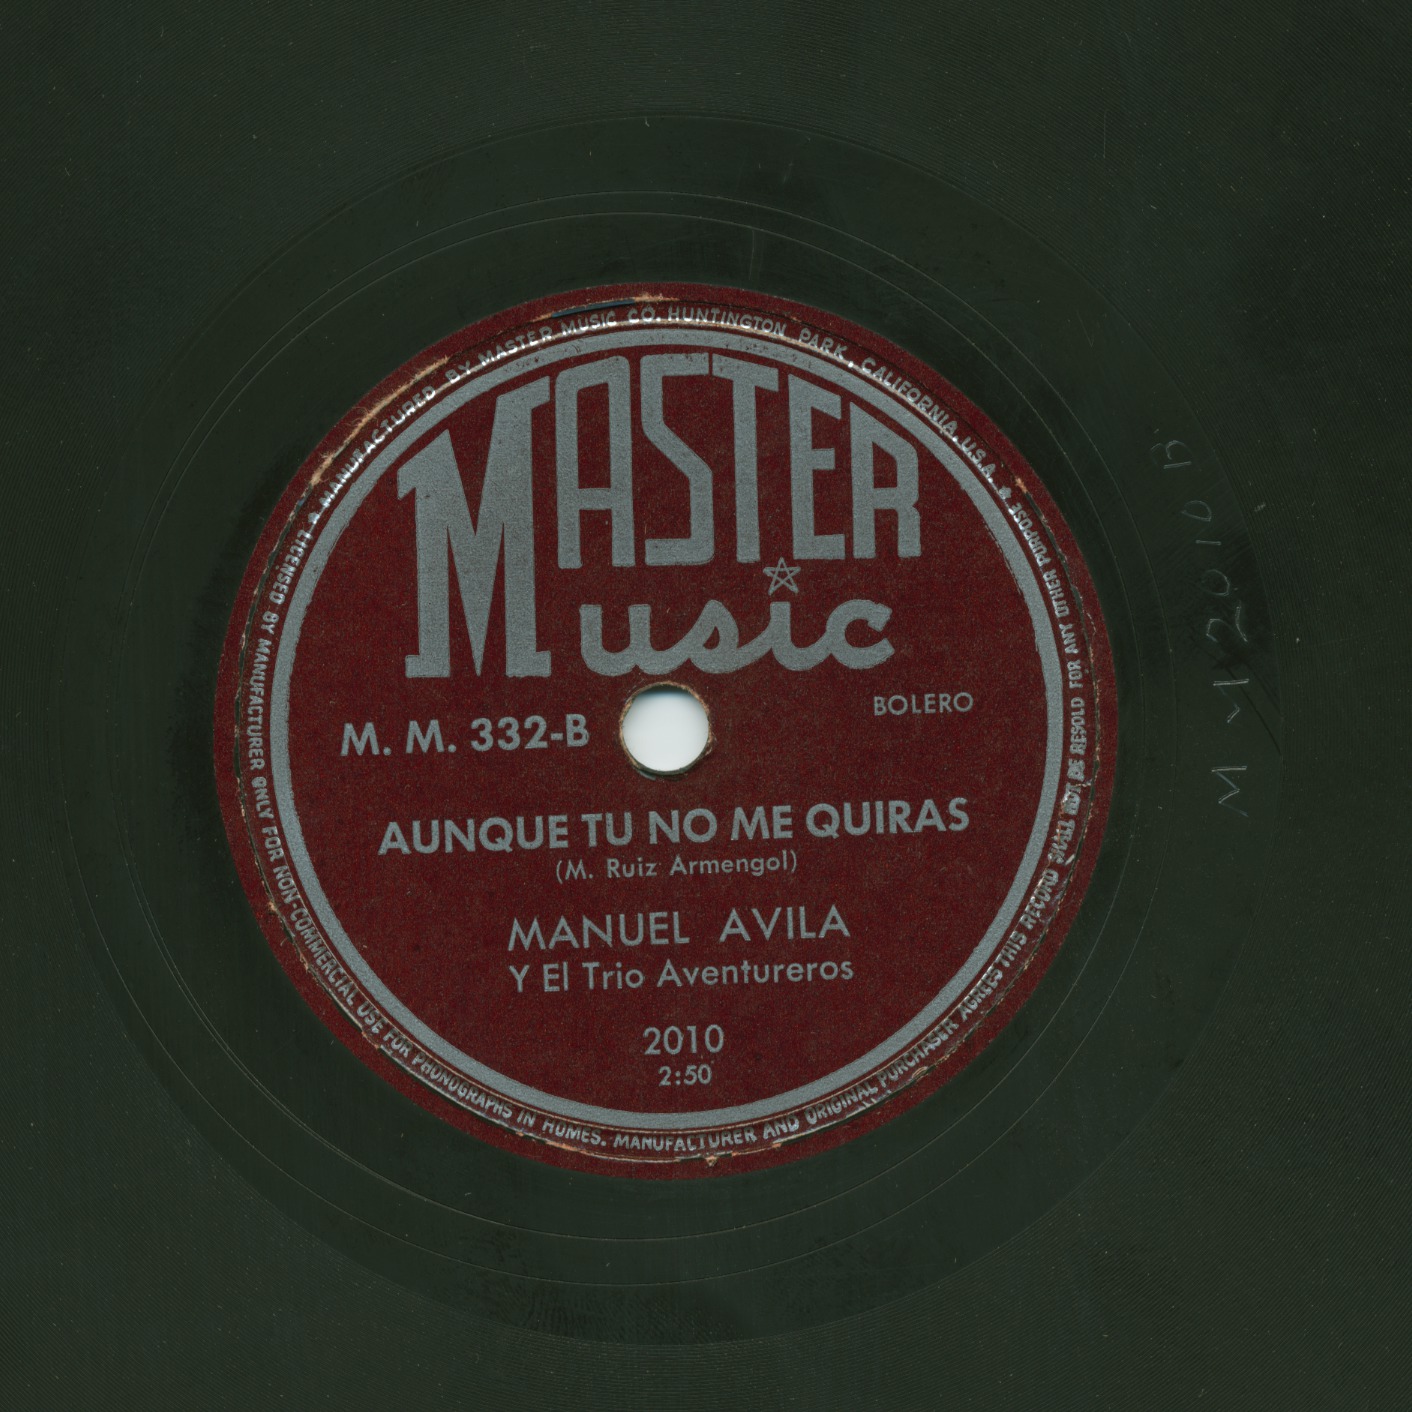 ★ MANUFACTURED BY MASTER MUSIC CO. HUNTINGTON PARK, CALIFORNIA, U.S.A. ★
MASTER
Music
BOLERO
M. M. 332-B
AUNQUE TU NO ME QUIRAS
(M. Ruiz Armengol)
MANUEL AVILA
Y El Trio Aventureros
2010
2:50
LICENSED BY MANUFACTURER ONLY FOR NON-COMMERCIAL USE FOR PHONOGRAPHS IN HOMES. MANUFACTURER AND ORIGINAL PURCHASER AGREES THIS RECORD SHALL NOT BE RESOLD FOR ANY OTHER PURPOSE
M M 2010 B